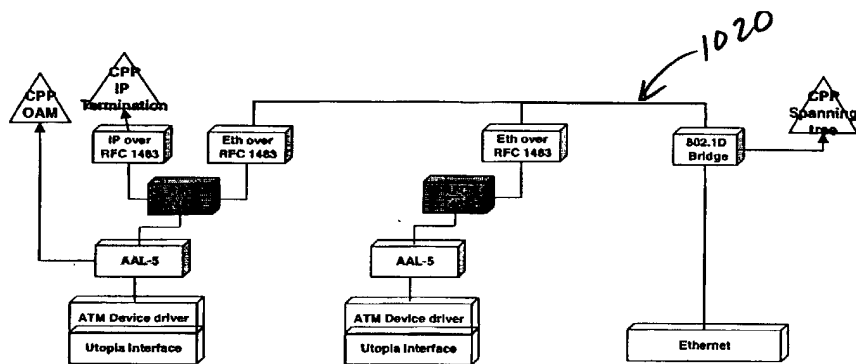 1020
CPP
OAM
CPP
IP
Termination
CPP
Spanning
tree
IP over
RFC 1483
Eth over
RFC 1483
Eth over
RFC 1483
802.1D
Bridge
AAL-5
AAL-5
ATM Device driver
Utopia Interface
ATM Device driver
Utopia Interface
Ethernet